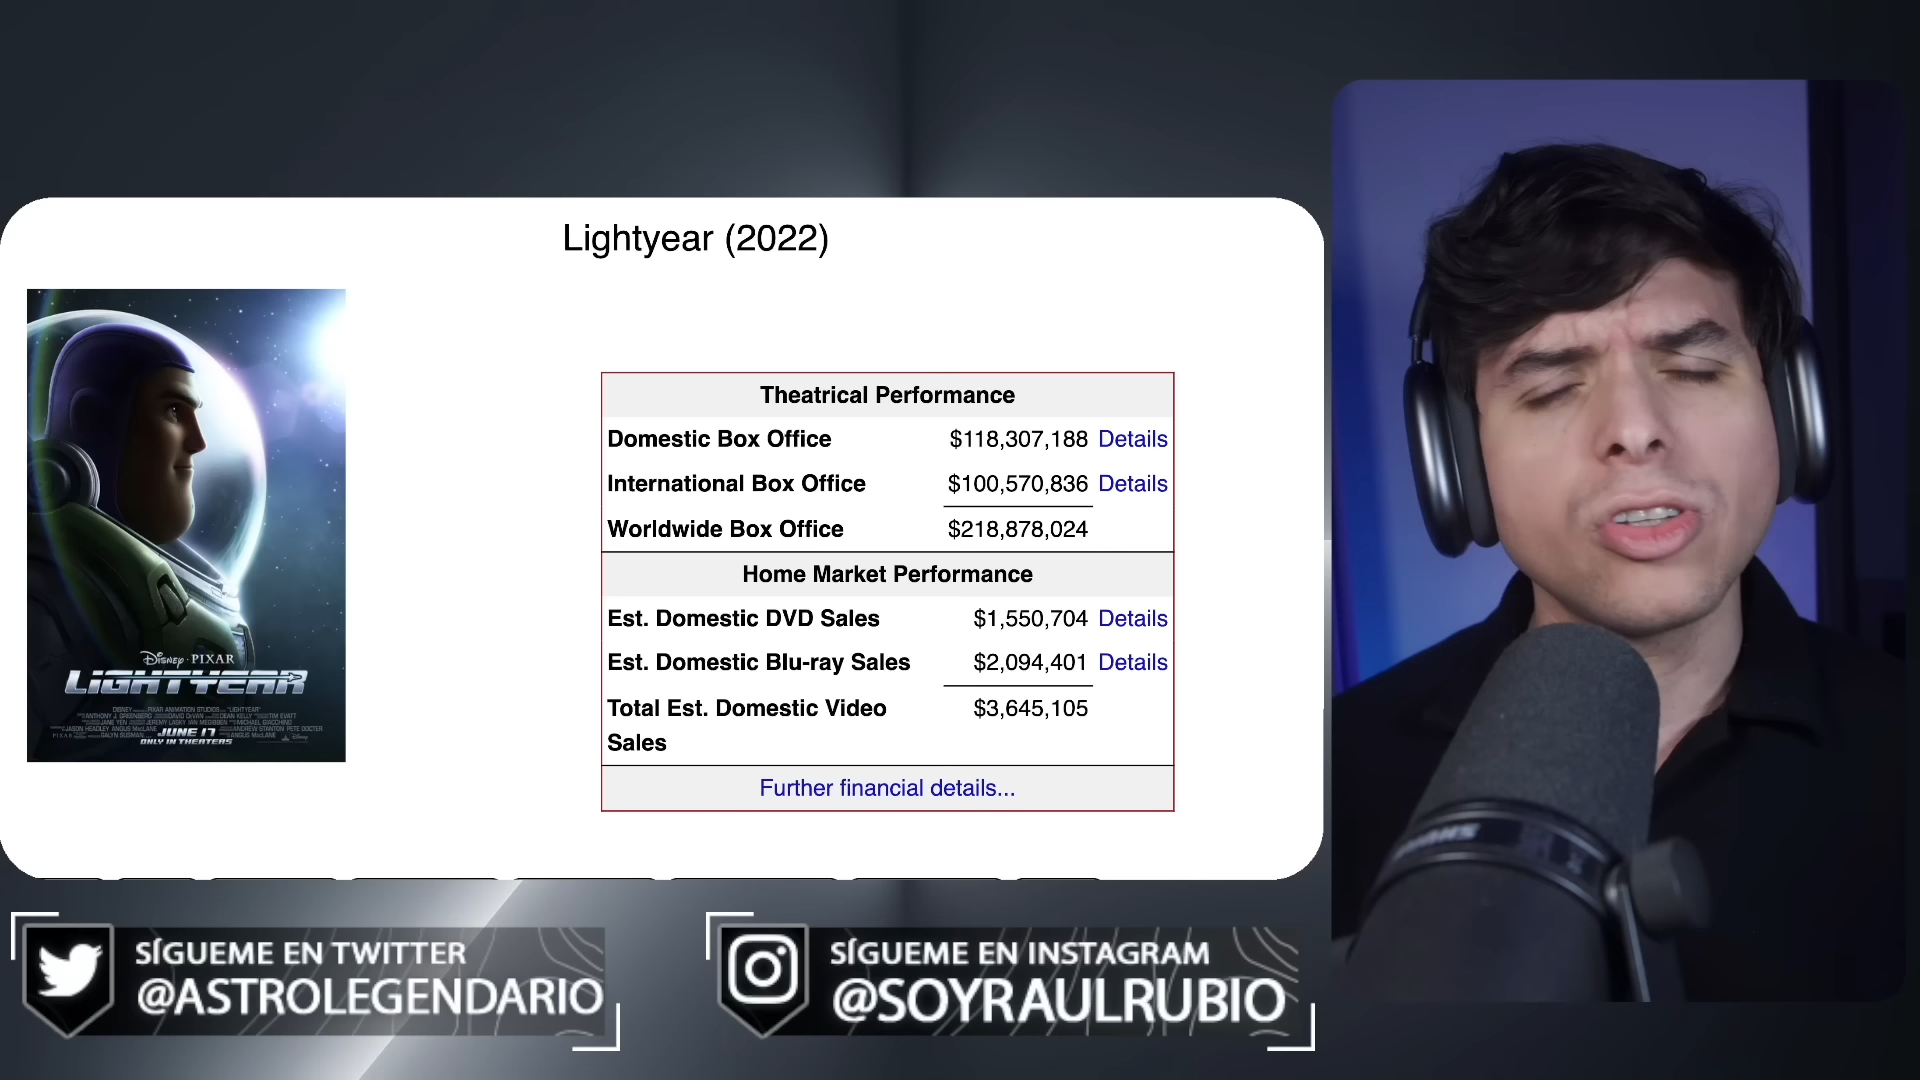 Lightyear (2022)
Disney · PIXAR
LIGHTYEAR
JUNE 17
ONLY IN THEATERS
Theatrical Performance
Domestic Box Office $118,307,188 Details
International Box Office $100,570,836 Details
Worldwide Box Office $218,878,024
Home Market Performance
Est. Domestic DVD Sales $1,550,704 Details
Est. Domestic Blu-ray Sales $2,094,401 Details
Total Est. Domestic Video $3,645,105
Sales
Further financial details...
SÍGUEME EN TWITTER
@ASTROLEGENDARIO
SÍGUEME EN INSTAGRAM
@SOYRAULRUBIO